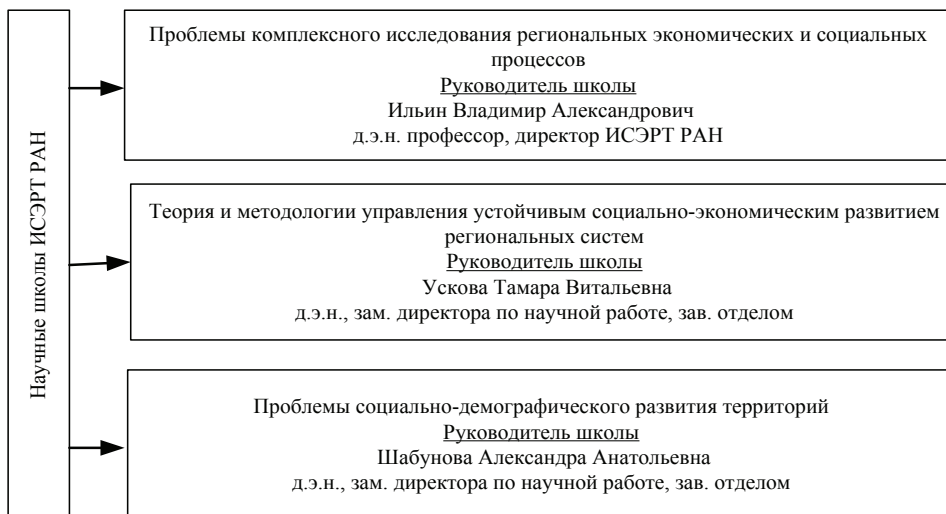 Научные школы ИСЭРТ РАН
Проблемы комплексного исследования региональных экономических и социальных
процессов
Руководитель школы
Ильин Владимир Александрович
д.э.н. профессор, директор ИСЭРТ РАН
Теория и методологии управления устойчивым социально-экономическим развитием
региональных систем
Руководитель школы
Ускова Тамара Витальевна
д.э.н., зам. директора по научной работе, зав. отделом
Проблемы социально-демографического развития территорий
Руководитель школы
Шабунова Александра Анатольевна
д.э.н., зам. директора по научной работе, зав. отделом